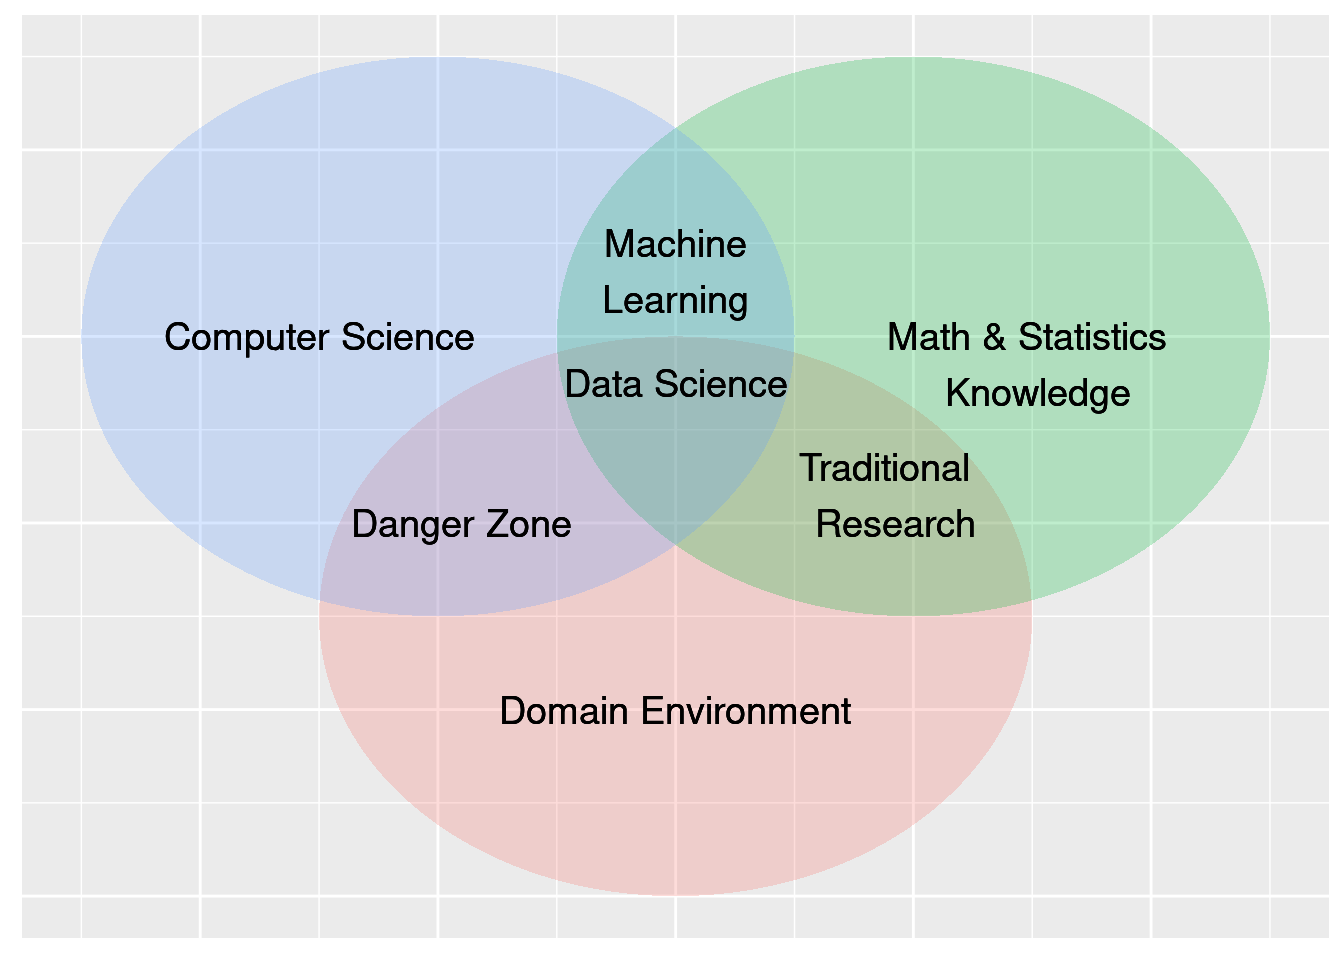 Machine
Learning
Computer Science
Math & Statistics
Knowledge
Data Science
Traditional
Research
Danger Zone
Domain Environment